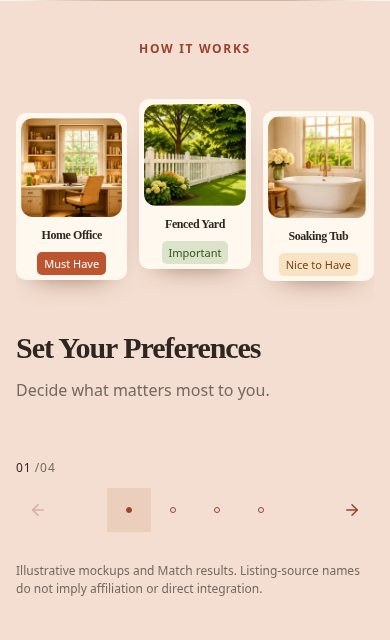 HOW IT WORKS
Home Office
Must Have
Fenced Yard
Important
Soaking Tub
Nice to Have
Set Your Preferences
Decide what matters most to you.
01 /04
Illustrative mockups and Match results. Listing-source names
do not imply affiliation or direct integration.